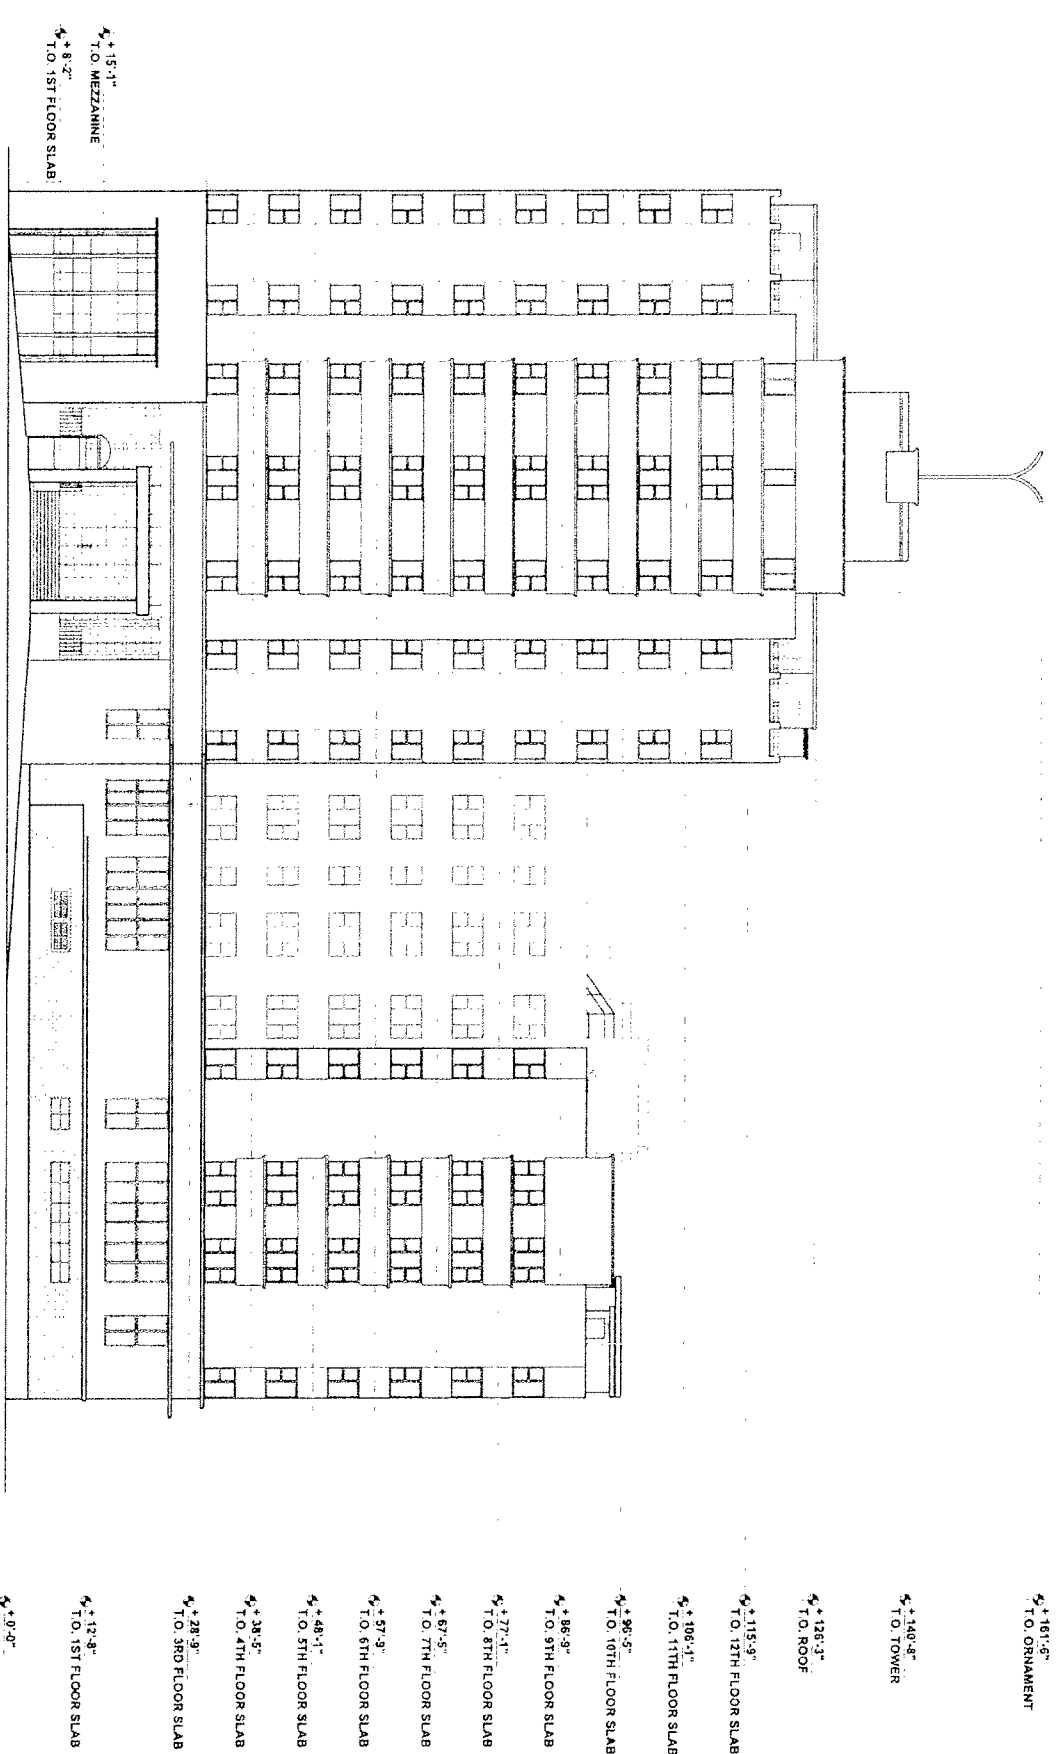 + 15'-1"
T.O. MEZZANINE
+ 8'-2"
T.O. 1ST FLOOR SLAB
+ 161'-6"
T.O. ORNAMENT
+ 140'-8"
T.O. TOWER
+ 126'-3"
T.O. ROOF
+ 115'-9"
T.O. 12TH FLOOR SLAB
+ 106'-1"
T.O. 11TH FLOOR SLAB
+ 96'-5"
T.O. 10TH FLOOR SLAB
+ 86'-9"
T.O. 9TH FLOOR SLAB
+ 77'-1"
T.O. 8TH FLOOR SLAB
+ 67'-5"
T.O. 7TH FLOOR SLAB
+ 57'-9"
T.O. 6TH FLOOR SLAB
+ 48'-1"
T.O. 5TH FLOOR SLAB
+ 38'-5"
T.O. 4TH FLOOR SLAB
+ 28'-9"
T.O. 3RD FLOOR SLAB
+ 12'-8"
T.O. 1ST FLOOR SLAB
+ 0'-0"